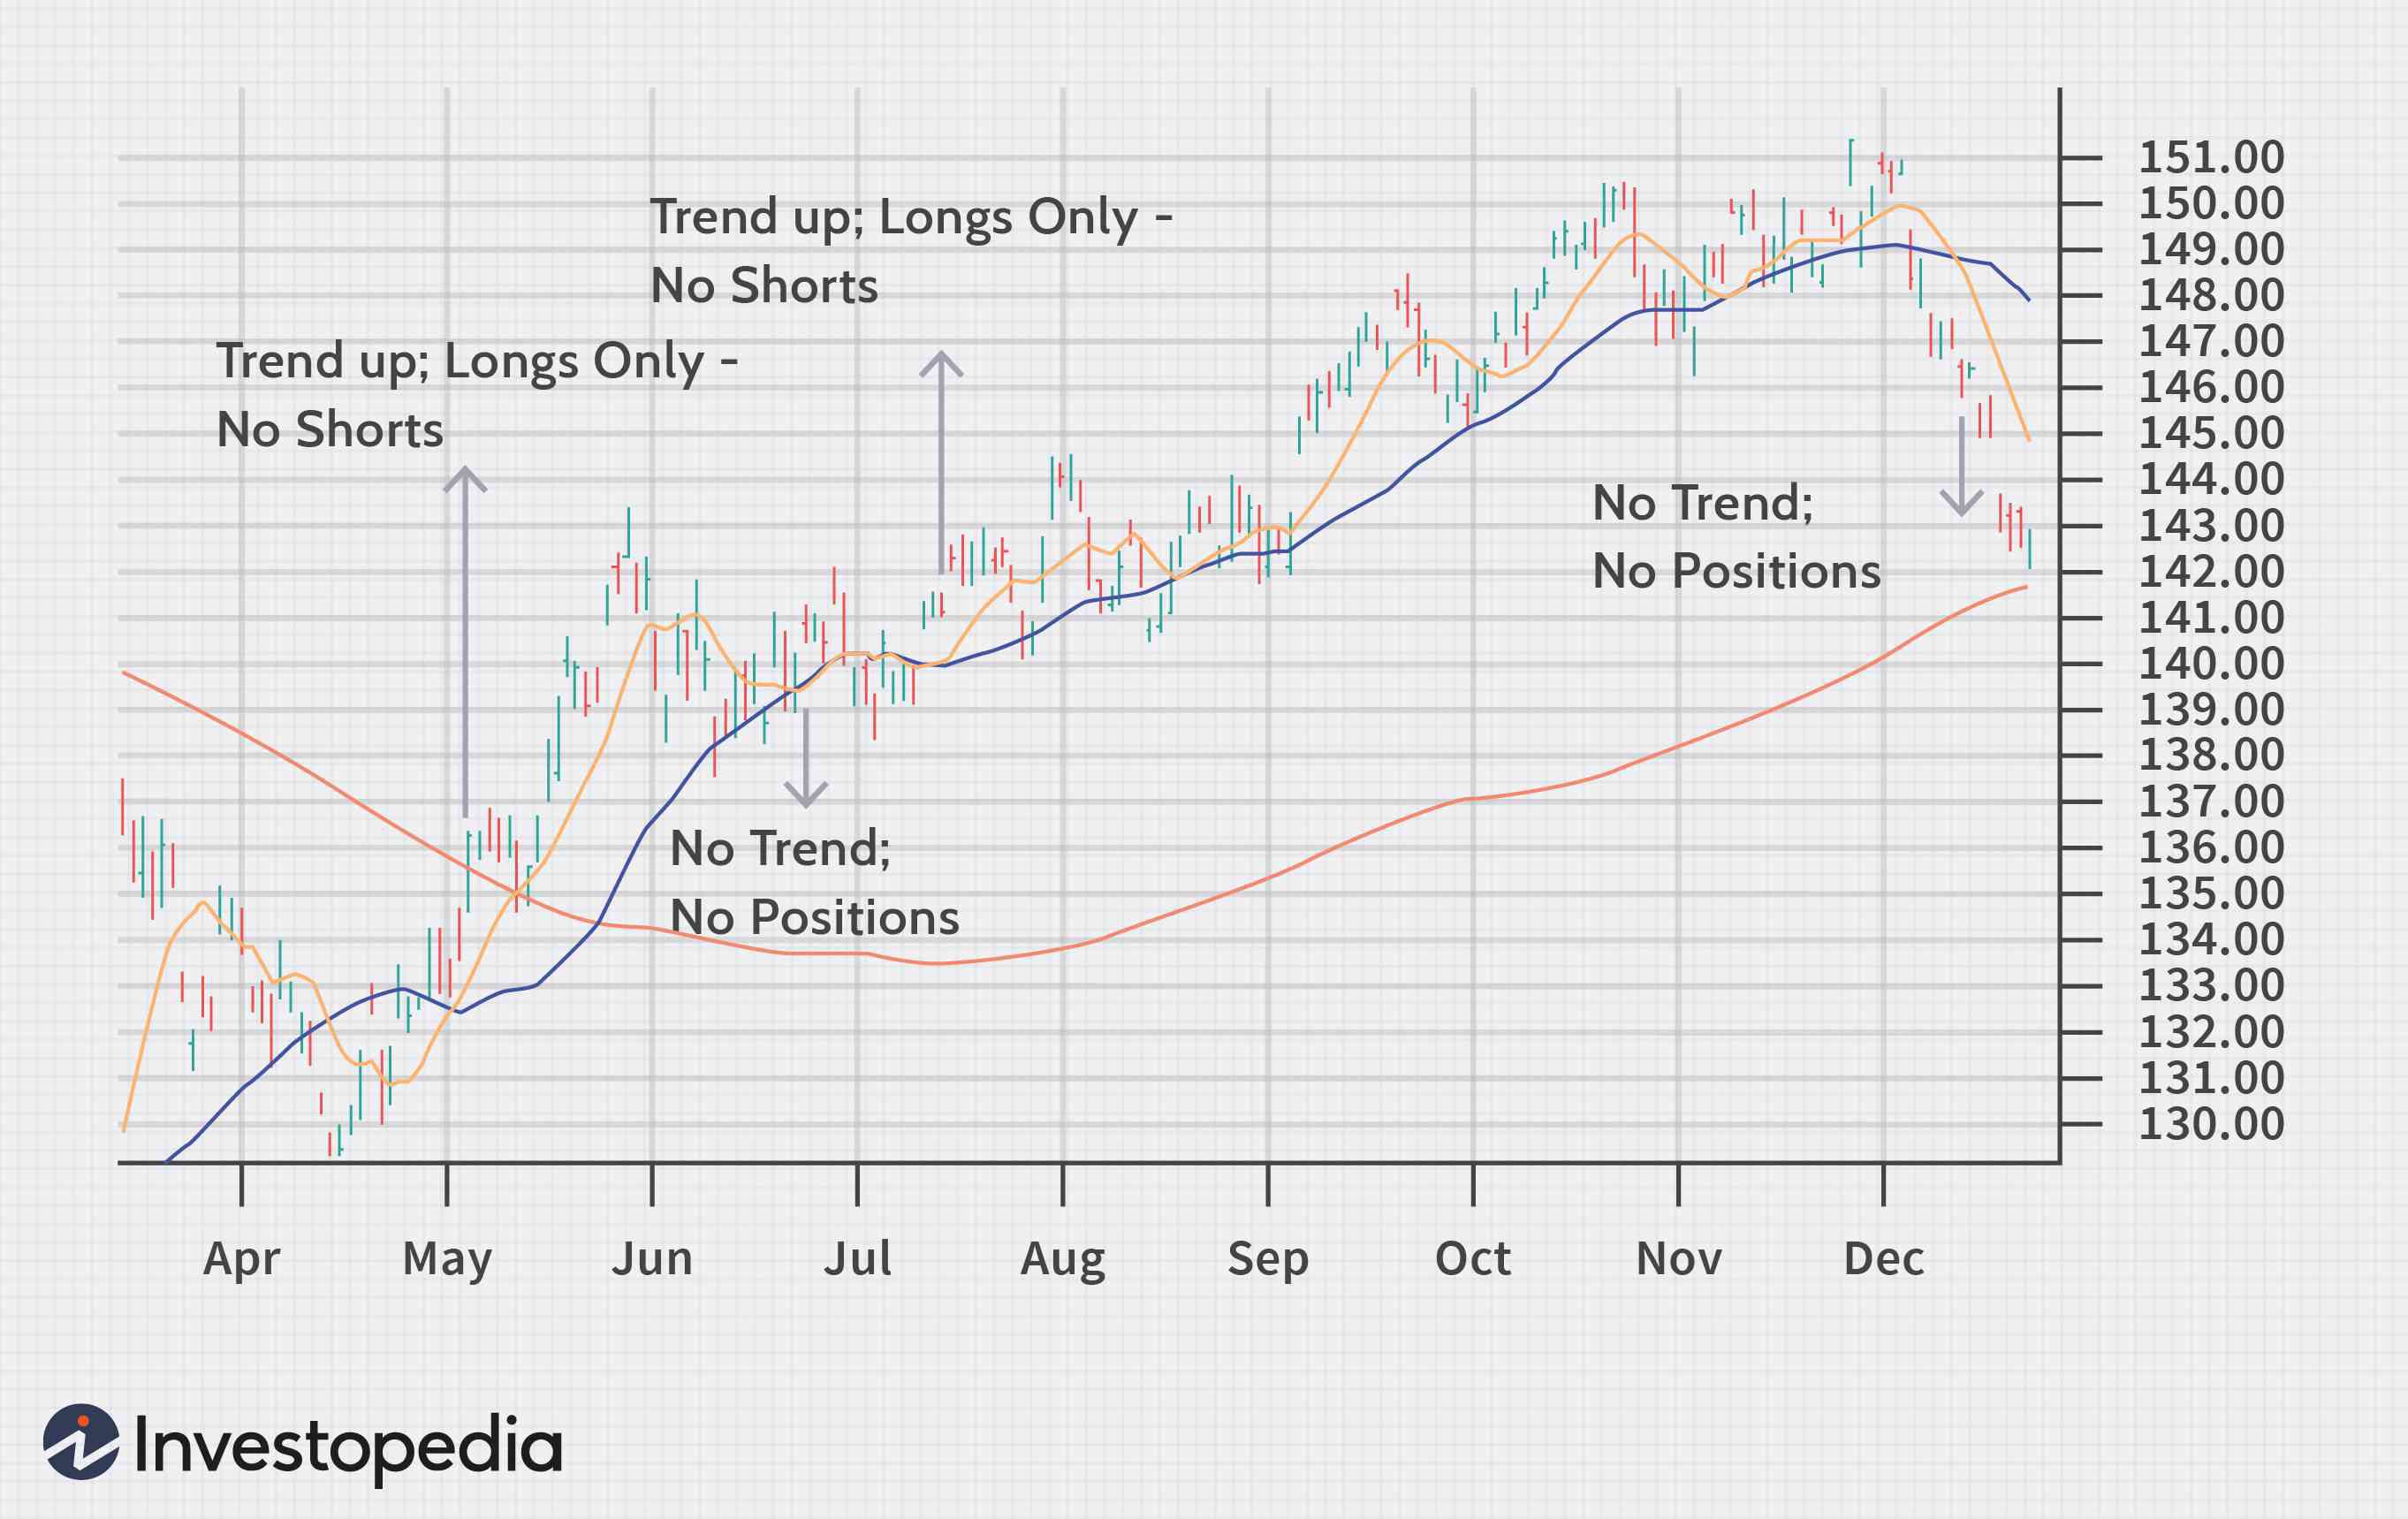 Trend up; Longs Only -
No Shorts
Trend up; Longs Only -
No Shorts
No Trend;
No Positions
No Trend;
No Positions
151.00
150.00
149.00
148.00
147.00
146.00
145.00
144.00
143.00
142.00
141.00
140.00
139.00
138.00
137.00
136.00
135.00
134.00
133.00
132.00
131.00
130.00
Apr May Jun Jul Aug Sep Oct Nov Dec
Investopedia